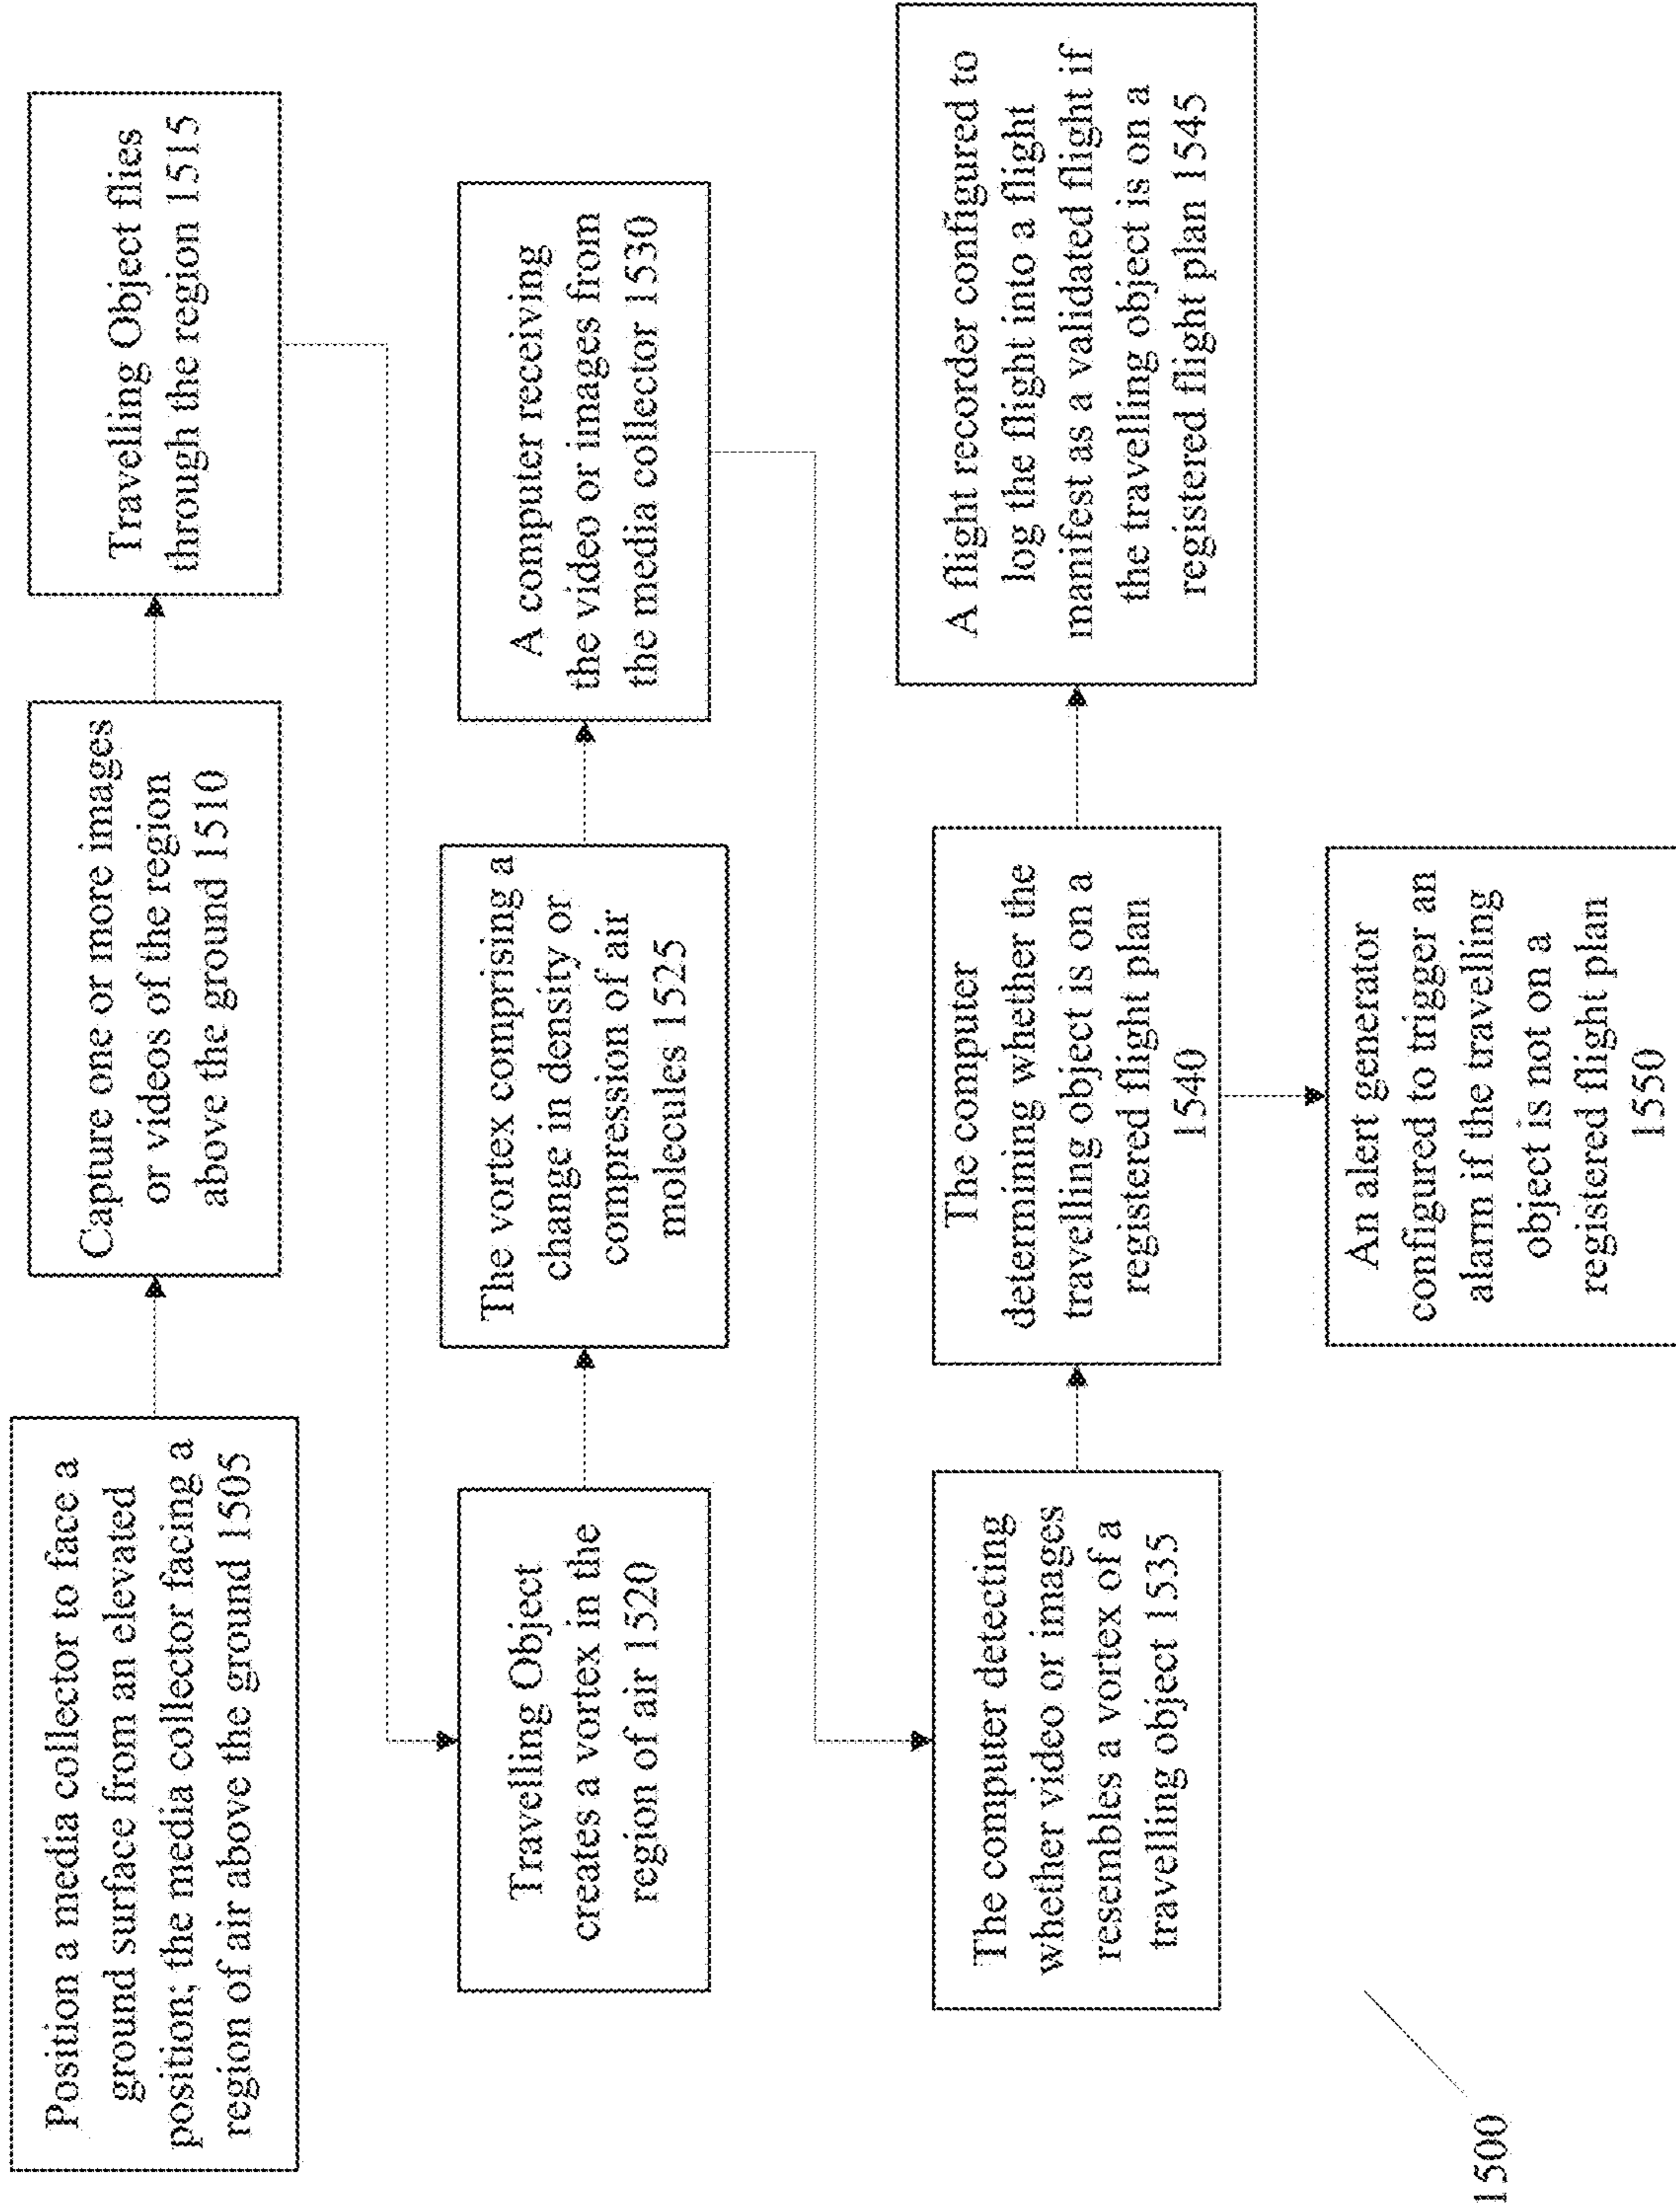 Position a media collector to face a
ground surface from an elevated
position; the media collector facing a
region of air above the ground 1505
Capture one or more images
or videos of the region
above the ground 1510
Travelling Object flies
through the region 1515
Travelling Object
creates a vortex in the
region of air 1520
The vortex comprising a
change in density or
compression of air
molecules 1525
A computer receiving
the video or images from
the media collector 1530
The computer detecting
whether video or images
resembles a vortex of a
travelling object 1535
The computer
determining whether the
travelling object is on a
registered flight plan
1540
A flight recorder configured to
log the flight into a flight
manifest as a validated flight if
the travelling object is on a
registered flight plan 1545
An alert generator
configured to trigger an
alarm if the travelling
object is not on a
registered flight plan
1550
1500